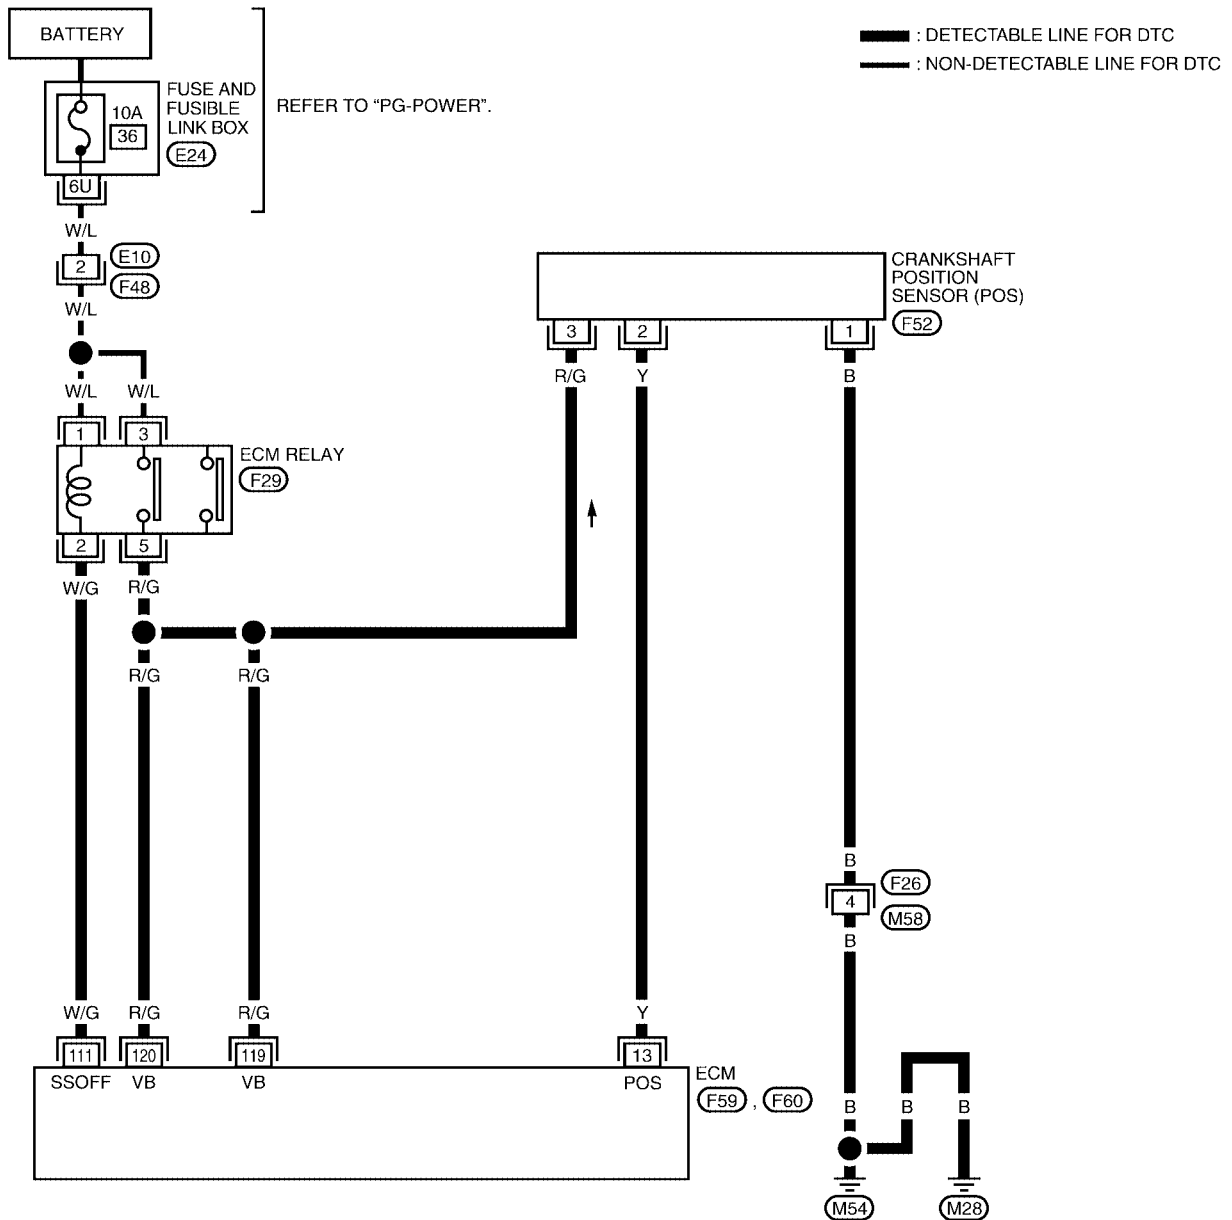 BATTERY
: DETECTABLE LINE FOR DTC
: NON-DETECTABLE LINE FOR DTC
FUSE AND
FUSIBLE
LINK BOX
10A
36
E24
REFER TO “PG-POWER”.
6U
W/L
2
E10
F48
W/L
CRANKSHAFT
POSITION
SENSOR (POS)
F52
3
2
1
R/G
Y
B
W/L
W/L
1
3
ECM RELAY
F29
2
5
W/G
R/G
R/G
R/G
B
4
F26
M58
B
W/G
R/G
R/G
Y
111
120
119
13
SSOFF
VB
VB
POS
ECM
F59 , F60
B
B
B
M54
M28